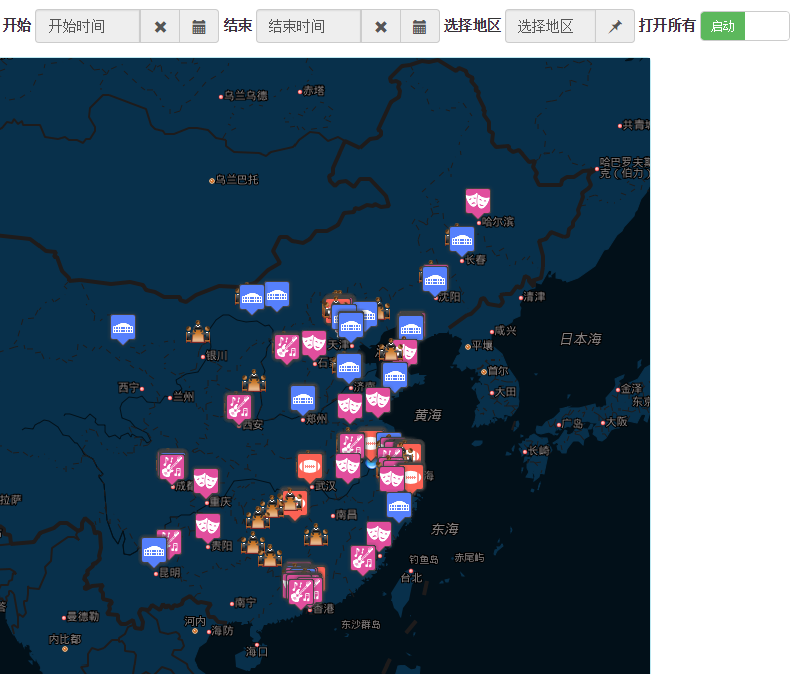 开始 开始时间 结束 结束时间 选择地区 选择地区 打开所有 启动
乌兰乌德
赤塔
共青城
哈巴罗夫斯
克（伯力）
乌兰巴托
哈尔滨
长春
沈阳
清津
咸兴
日本海
平壤
天津
银川
首尔
西宁
兰州
济南
大田
金泽
东京
郑州
黄海
西安
广岛
大阪
长崎
成都
武汉
海
拉萨
重庆
南昌
东海
贵阳
钓鱼岛
赤尾屿
昆明
台北
南宁
香港
曼德勒
河内
海防
东沙群岛
内比都
海口